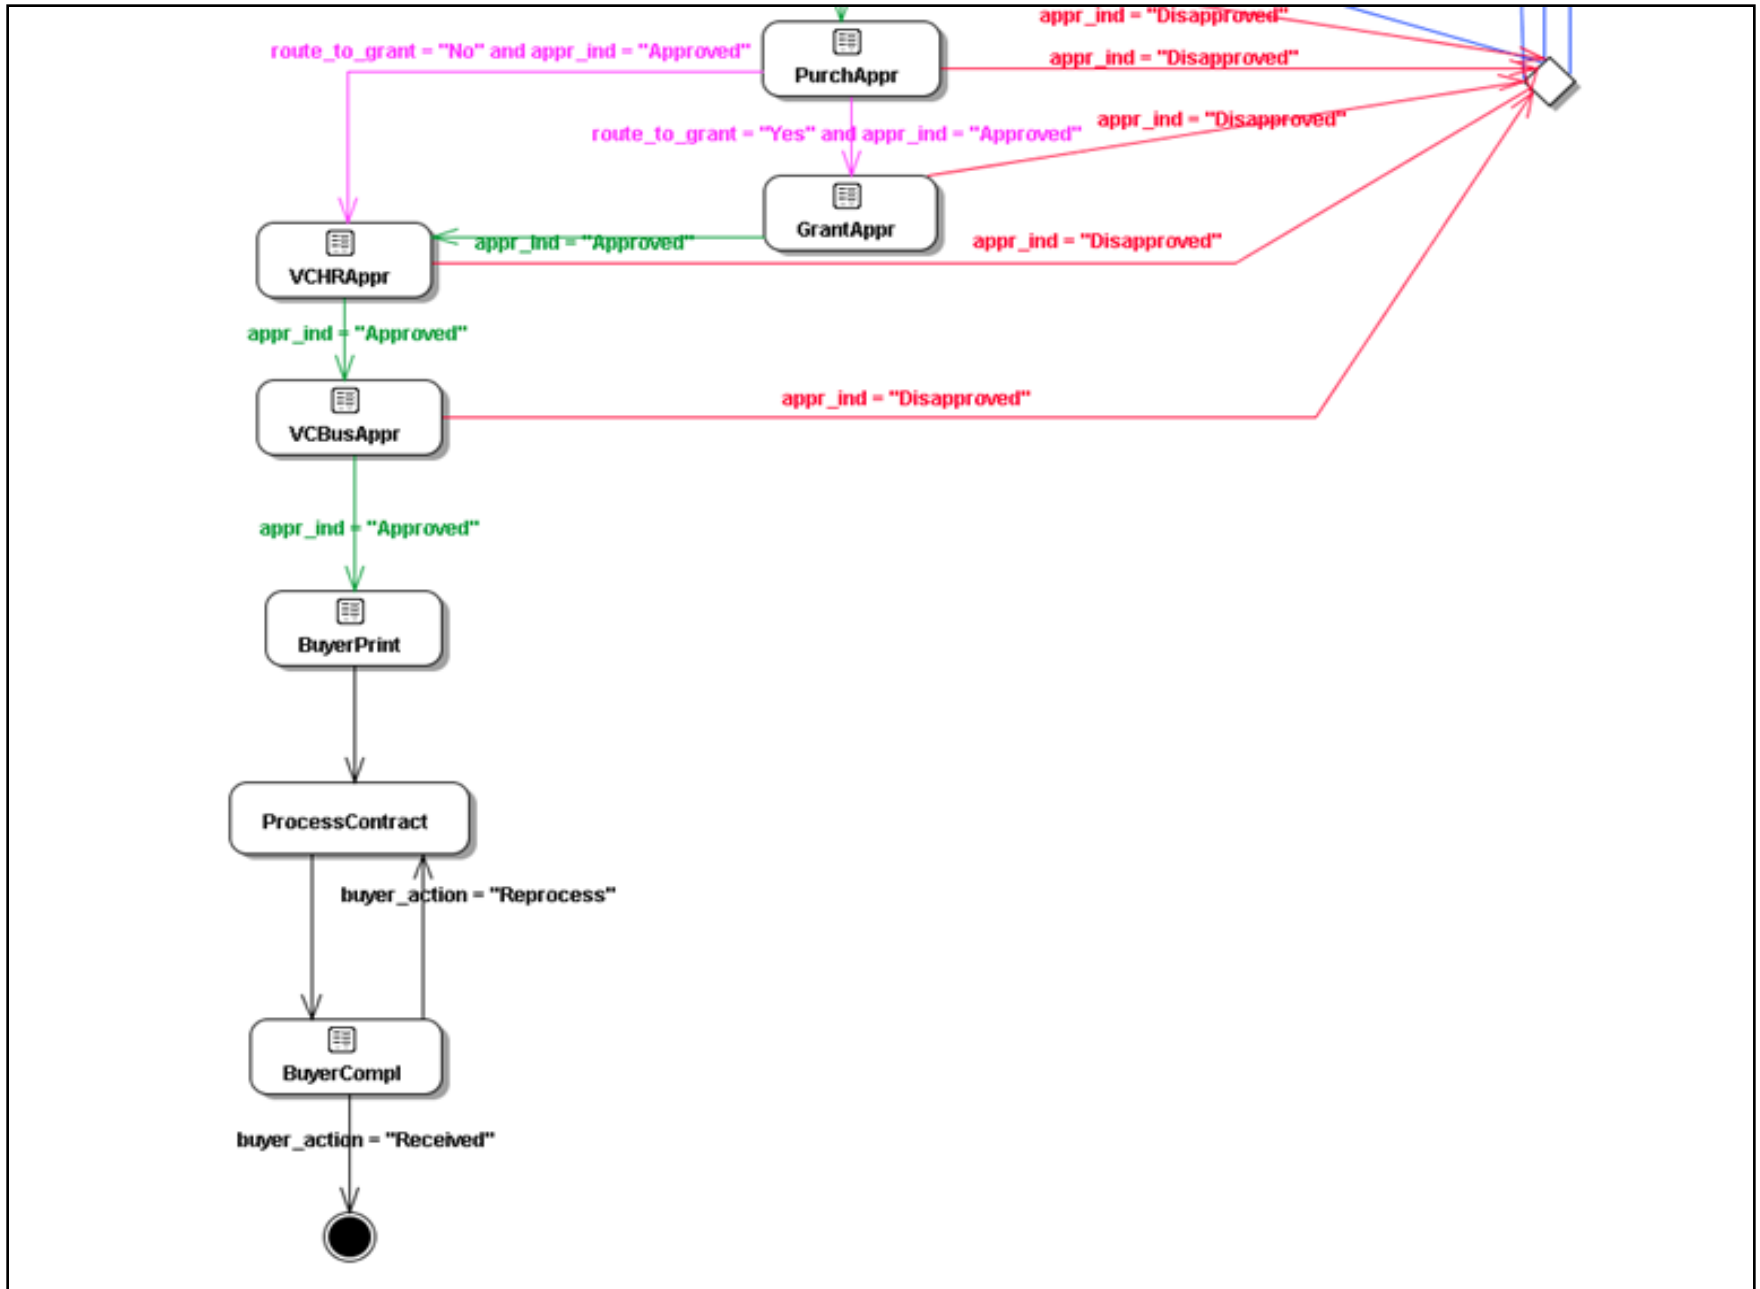 appr_ind = "Disapproved"
route_to_grant = "No" and appr_ind = "Approved"
PurchAppr
appr_ind = "Disapproved"
route_to_grant = "Yes" and appr_ind = "Approved"
appr_ind = "Disapproved"
GrantAppr
appr_ind = "Approved"
appr_ind = "Disapproved"
VCHRAppr
appr_ind = "Approved"
appr_ind = "Disapproved"
VCBusAppr
appr_ind = "Approved"
BuyerPrint
ProcessContract
buyer_action = "Reprocess"
BuyerCompl
buyer_action = "Received"